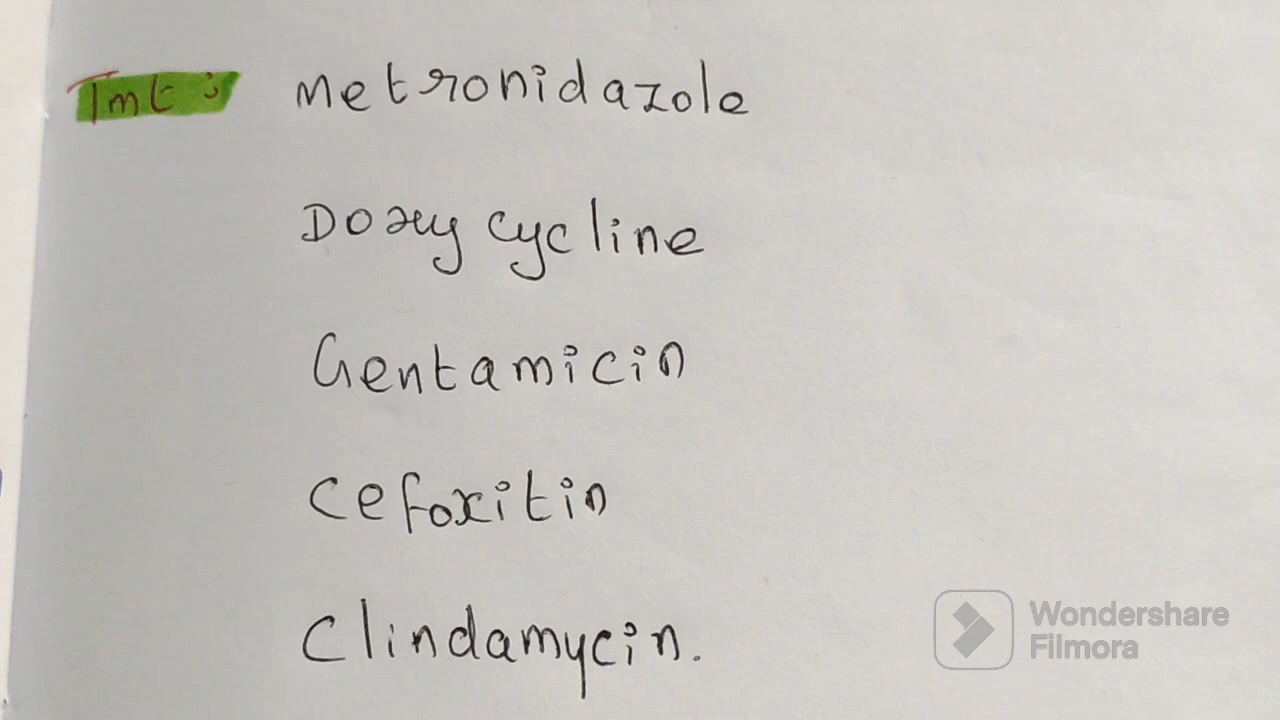 Tmt : Metronidazole
Doxycycline
Gentamicin
Cefoxitin
Clindamycin.
Wondershare
Filmora